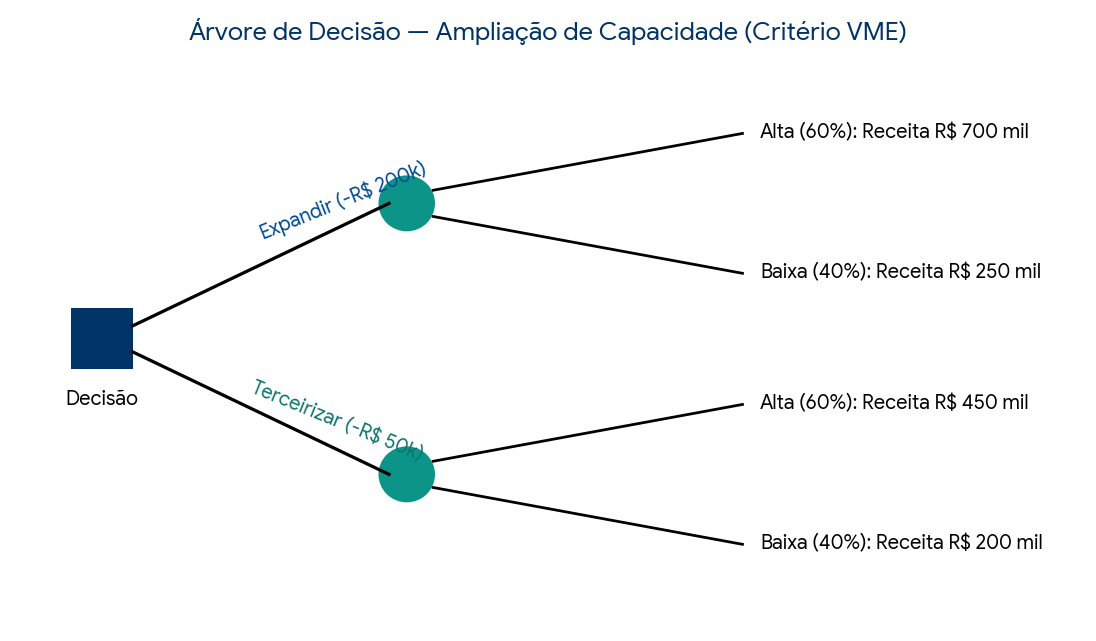 Árvore de Decisão — Ampliação de Capacidade (Critério VME)
Alta (60%): Receita R$ 700 mil
Expandir (-R$ 200k)
Baixa (40%): Receita R$ 250 mil
Decisão
Terceirizar (-R$ 50k)
Alta (60%): Receita R$ 450 mil
Baixa (40%): Receita R$ 200 mil